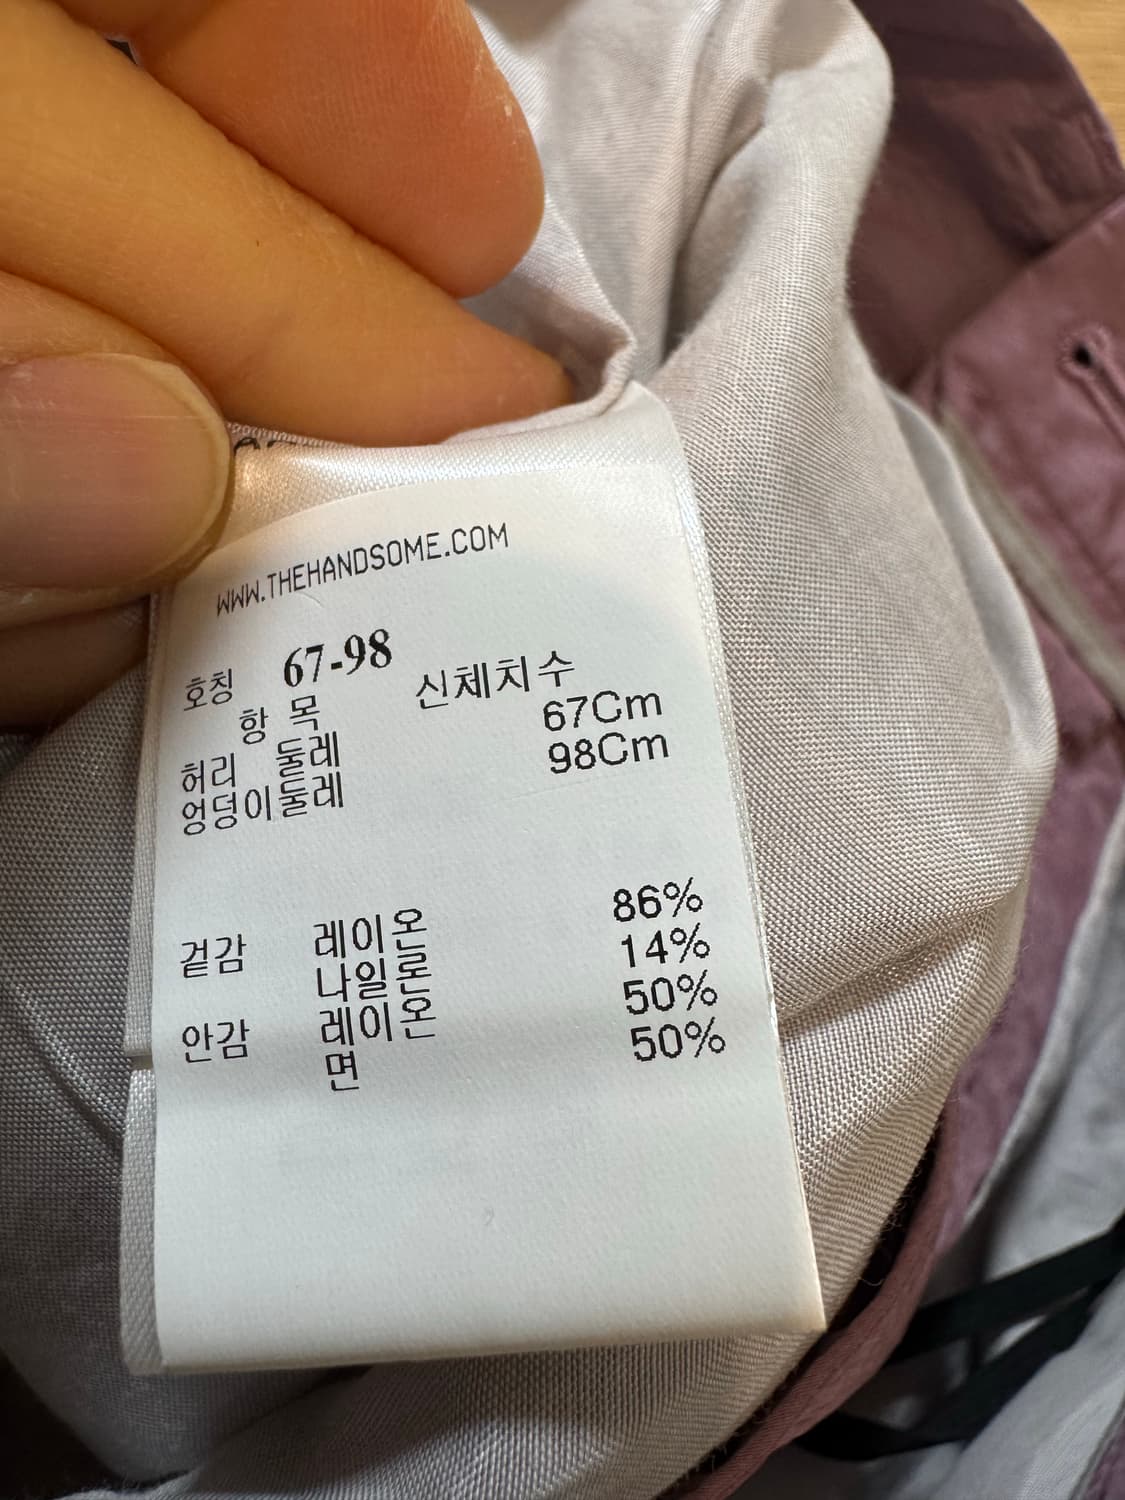 WWW.THEHANDSOME.COM
호칭 67-98
항 목 신체치수
허리 둘레 67Cm
엉덩이둘레 98Cm
겉감 레이온 86%
나일론 14%
안감 레이온 50%
면 50%